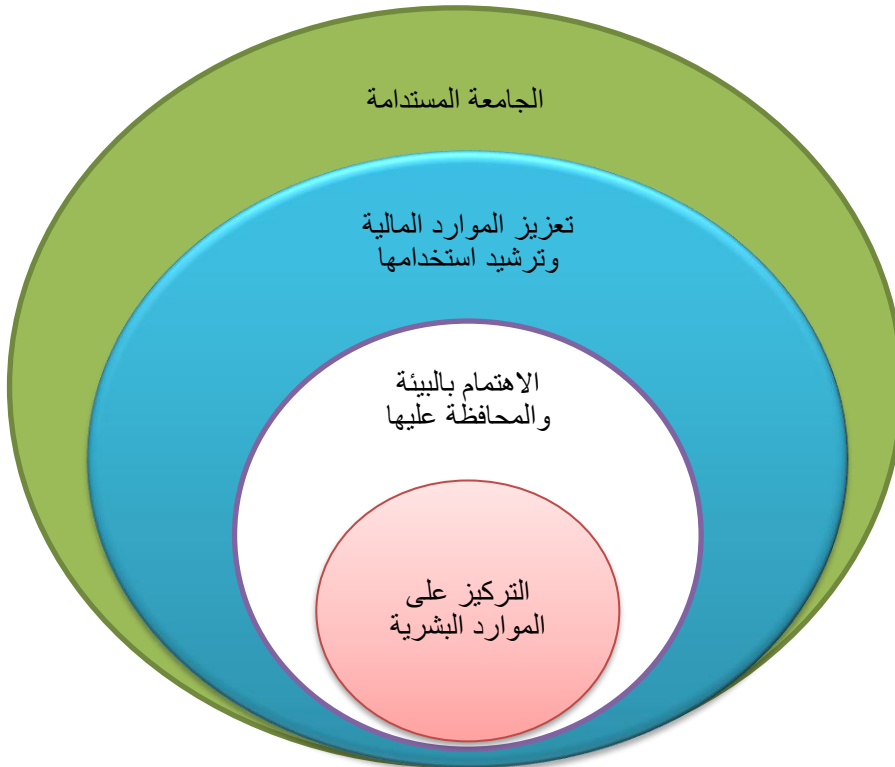 الجامعة المستدامة
تعزيز الموارد المالية
وترشيد استخدامها
الاهتمام بالبيئة
والمحافظة عليها
التركيز على
الموارد البشرية